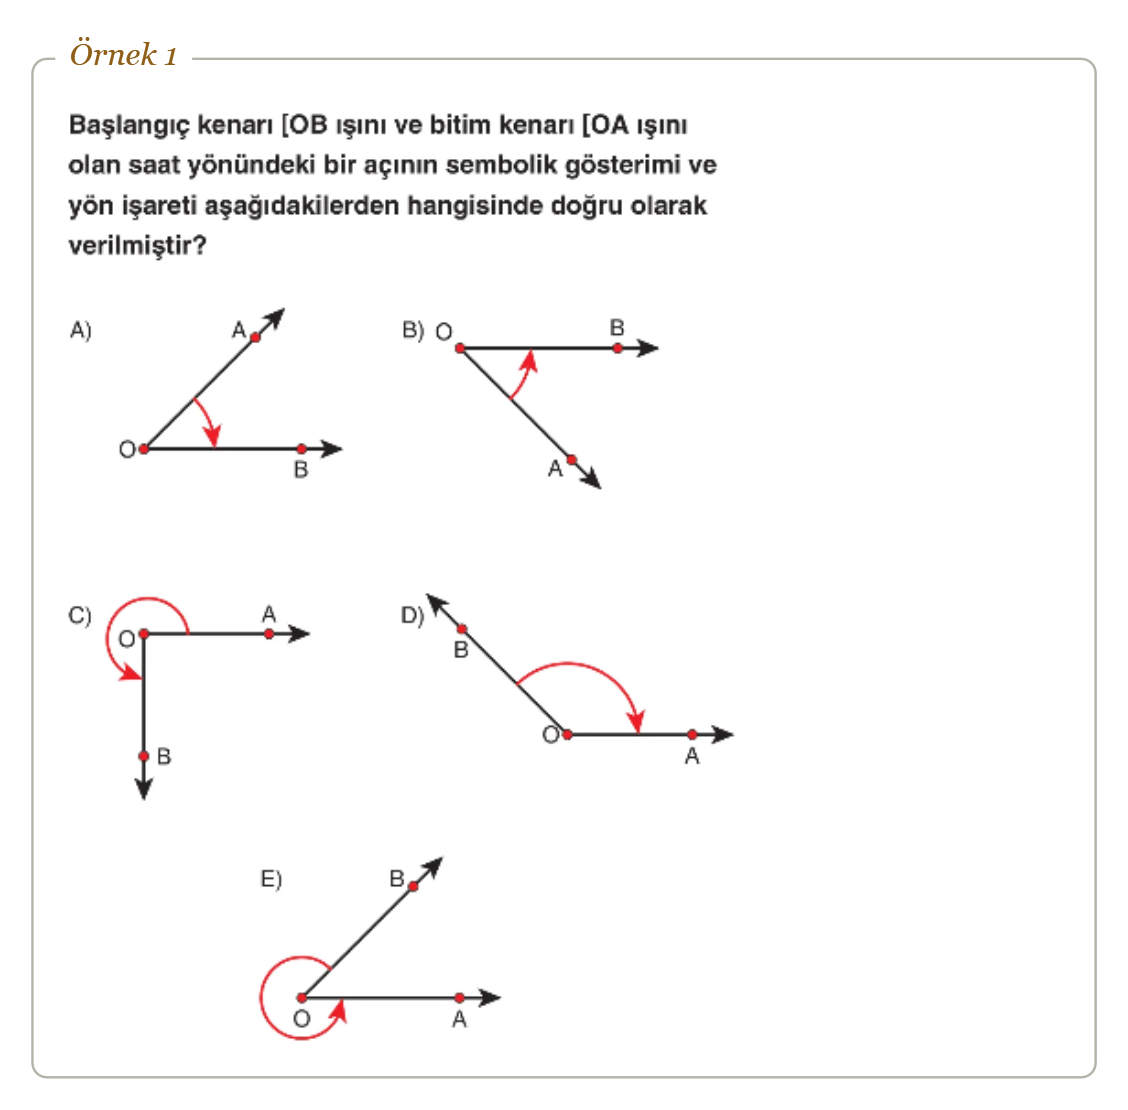 Örnek 1
Başlangıç kenarı [OB ışını ve bitim kenarı [OA ışını
olan saat yönündeki bir açının sembolik gösterimi ve
yön işareti aşağıdakilerden hangisinde doğru olarak
verilmiştir?
A)
A
O
B
B)
O
B
A
C)
A
O
B
D)
B
O
A
E)
B
O
A